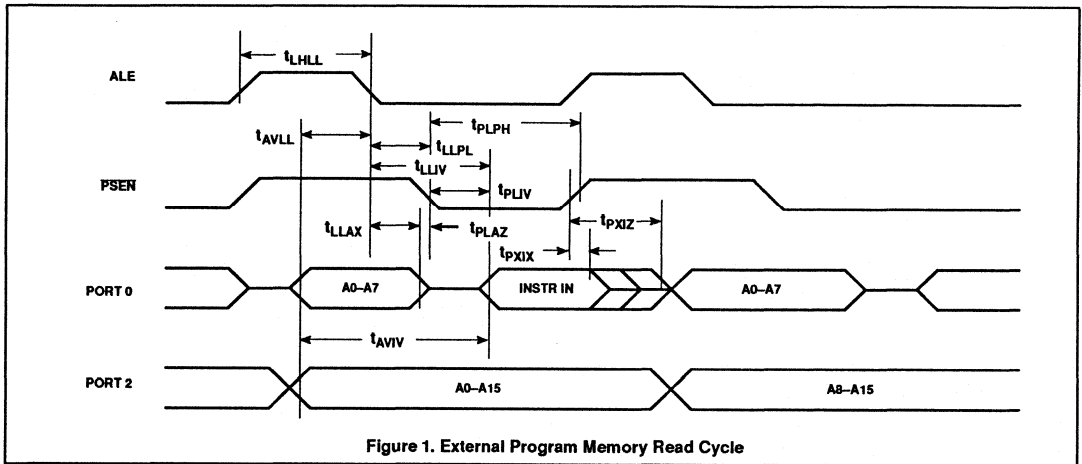 tLHLL
ALE
tPLPH
tAVLL
tLLPL
tLLIV
PSEN
tPLIV
tLLAX
tPLAZ
tPXIZ
tPXIX
PORT 0
A0–A7
INSTR IN
A0–A7
tAVIV
PORT 2
A0–A15
A8–A15
Figure 1. External Program Memory Read Cycle